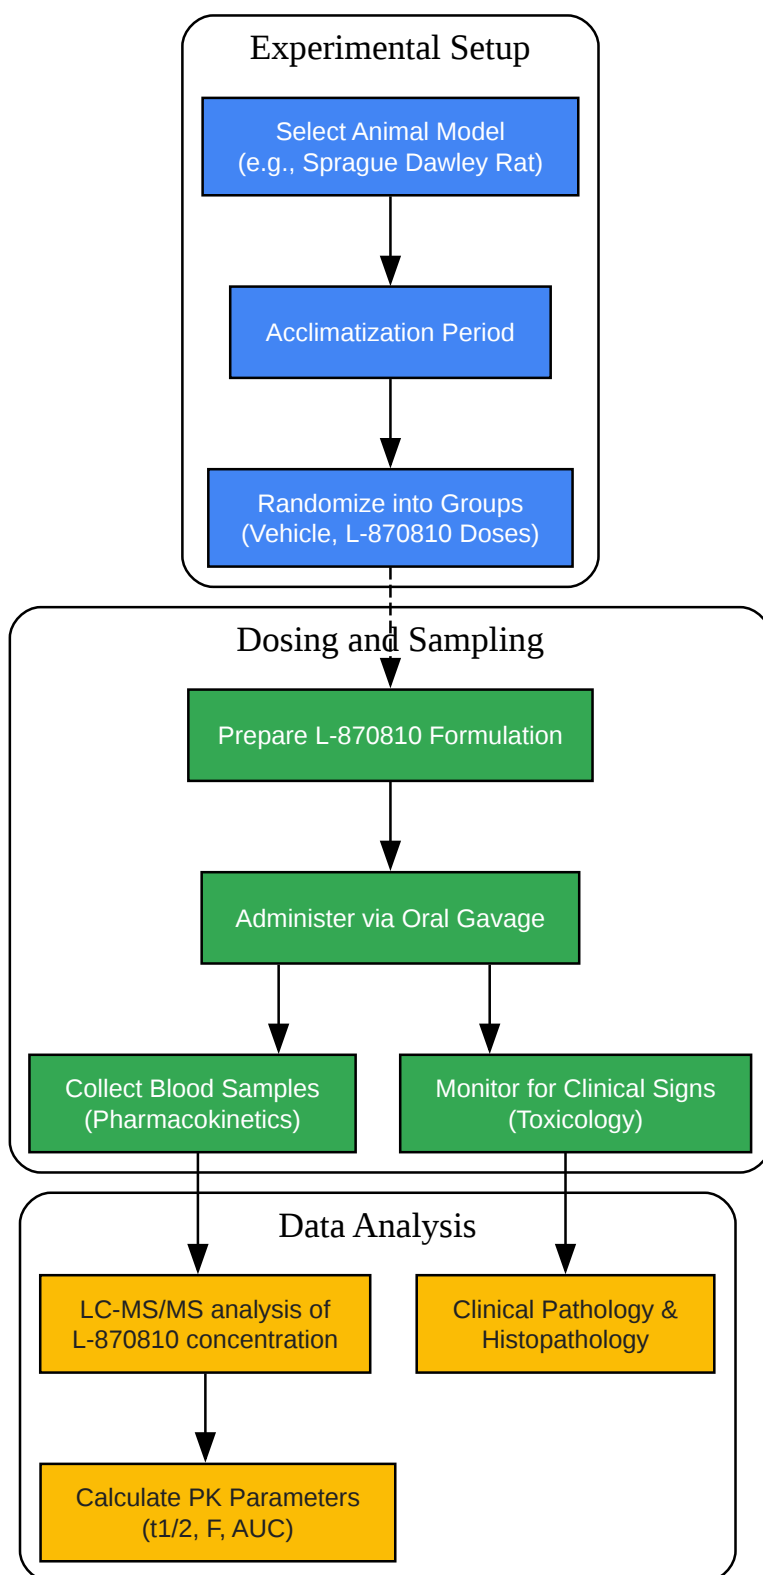 Experimental Setup
Select Animal Model
(e.g., Sprague Dawley Rat)
Acclimatization Period
Randomize into Groups
(Vehicle, L-870810 Doses)
Dosing and Sampling
Prepare L-870810 Formulation
Administer via Oral Gavage
Collect Blood Samples
(Pharmacokinetics)
Monitor for Clinical Signs
(Toxicology)
Data Analysis
LC-MS/MS analysis of
L-870810 concentration
Clinical Pathology &
Histopathology
Calculate PK Parameters
(t1/2, F, AUC)